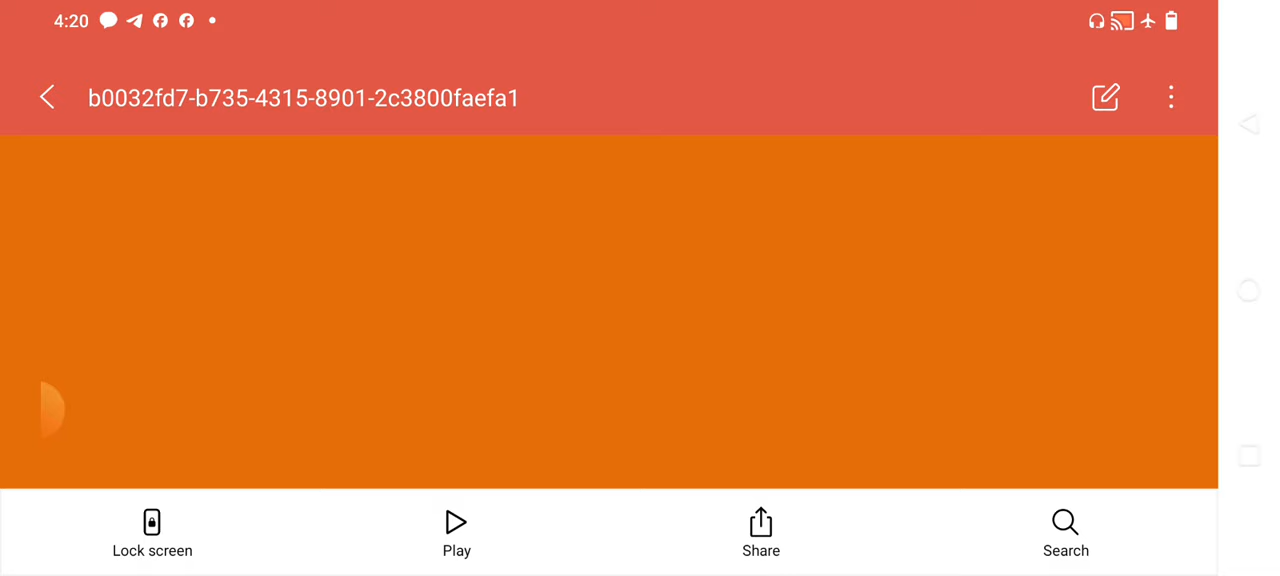 4:20
b0032fd7-b735-4315-8901-2c3800faefa1
Lock screen
Play
Share
Search